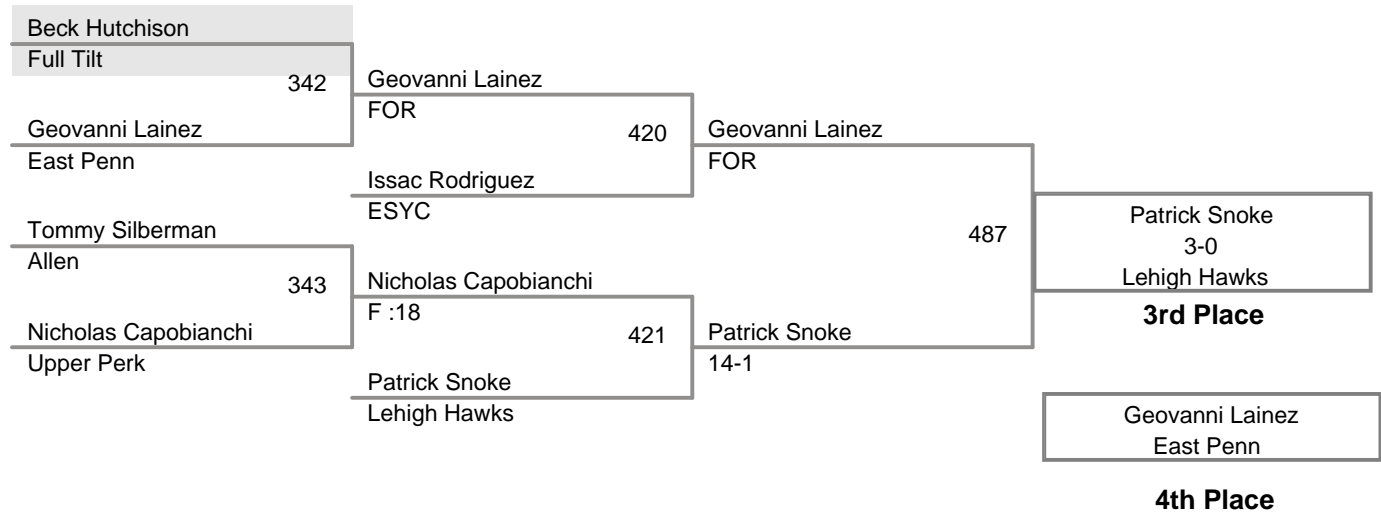 Beck Hutchison
Full Tilt
342
Geovanni Lainez
East Penn
Geovanni Lainez
FOR
420
Issac Rodriguez
ESYC
Tommy Silberman
Allen
343
Nicholas Capobianchi
Upper Perk
Nicholas Capobianchi
F :18
421
Patrick Snoke
Lehigh Hawks
Geovanni Lainez
FOR
487
Patrick Snoke
14-1
Patrick Snoke
3-0
Lehigh Hawks
3rd Place
Geovanni Lainez
East Penn
4th Place